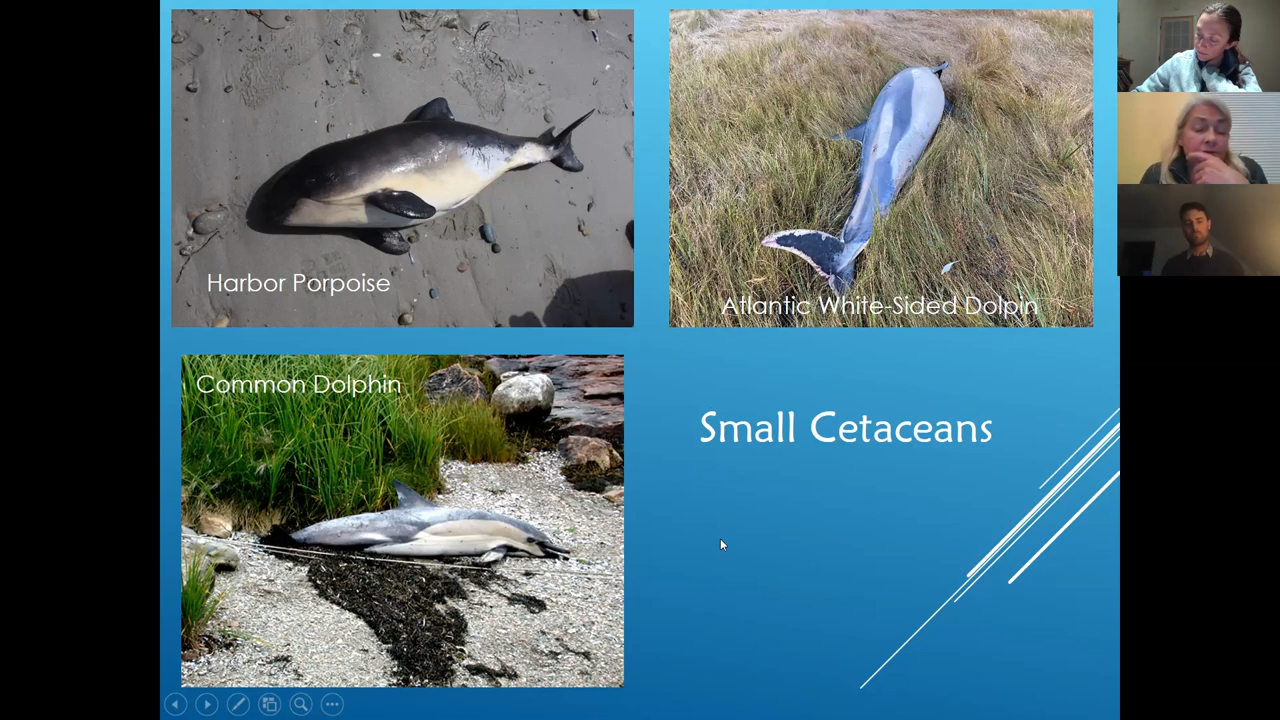 Harbor Porpoise
Atlantic White-Sided Dolpin
Common Dolphin
Small Cetaceans